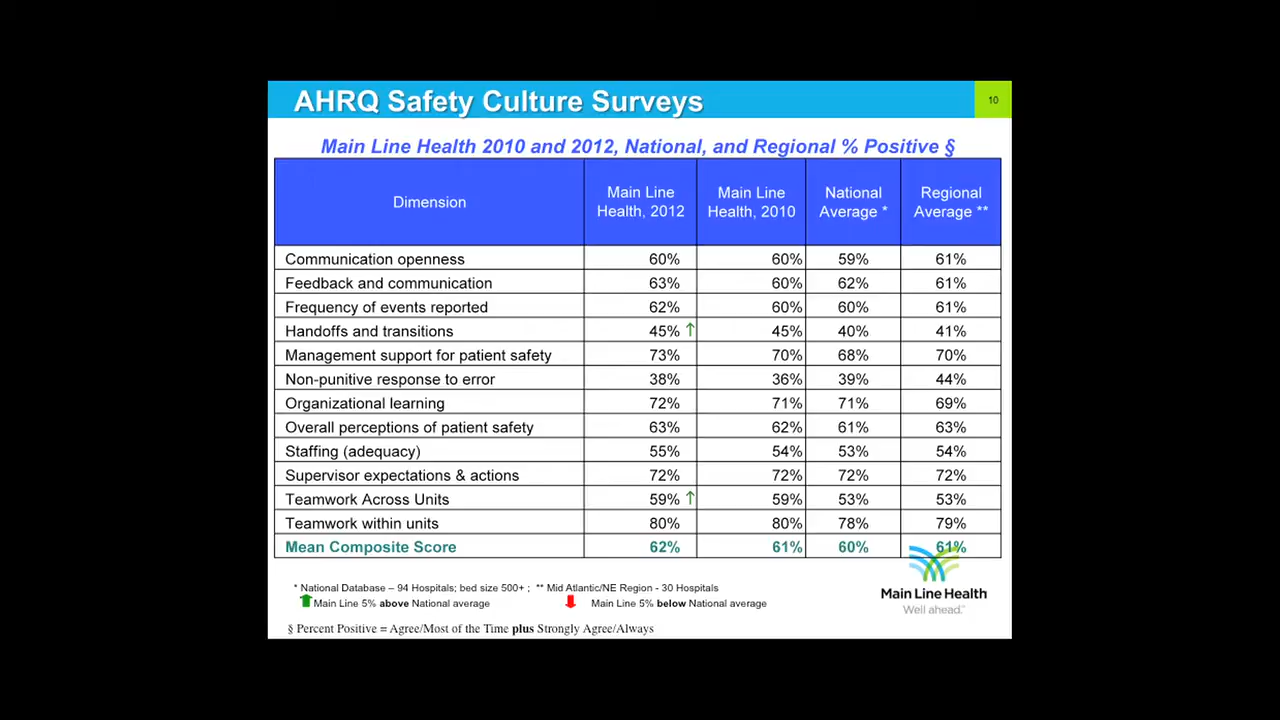 AHRQ Safety Culture Surveys
10
Main Line Health 2010 and 2012, National, and Regional % Positive §
Dimension Main Line Health, 2012 Main Line Health, 2010 National Average * Regional Average **
Communication openness 60% 60% 59% 61%
Feedback and communication 63% 60% 62% 61%
Frequency of events reported 62% 60% 60% 61%
Handoffs and transitions 45% ↑ 45% 40% 41%
Management support for patient safety 73% 70% 68% 70%
Non-punitive response to error 38% 36% 39% 44%
Organizational learning 72% 71% 71% 69%
Overall perceptions of patient safety 63% 62% 61% 63%
Staffing (adequacy) 55% 54% 53% 54%
Supervisor expectations & actions 72% 72% 72% 72%
Teamwork Across Units 59% ↑ 59% 53% 53%
Teamwork within units 80% 80% 78% 79%
Mean Composite Score 62% 61% 60% 61%
* National Database – 94 Hospitals; bed size 500+ ; ** Mid Atlantic/NE Region - 30 Hospitals
Main Line 5% above National average Main Line 5% below National average
§ Percent Positive = Agree/Most of the Time plus Strongly Agree/Always
Main Line Health
Well ahead.™